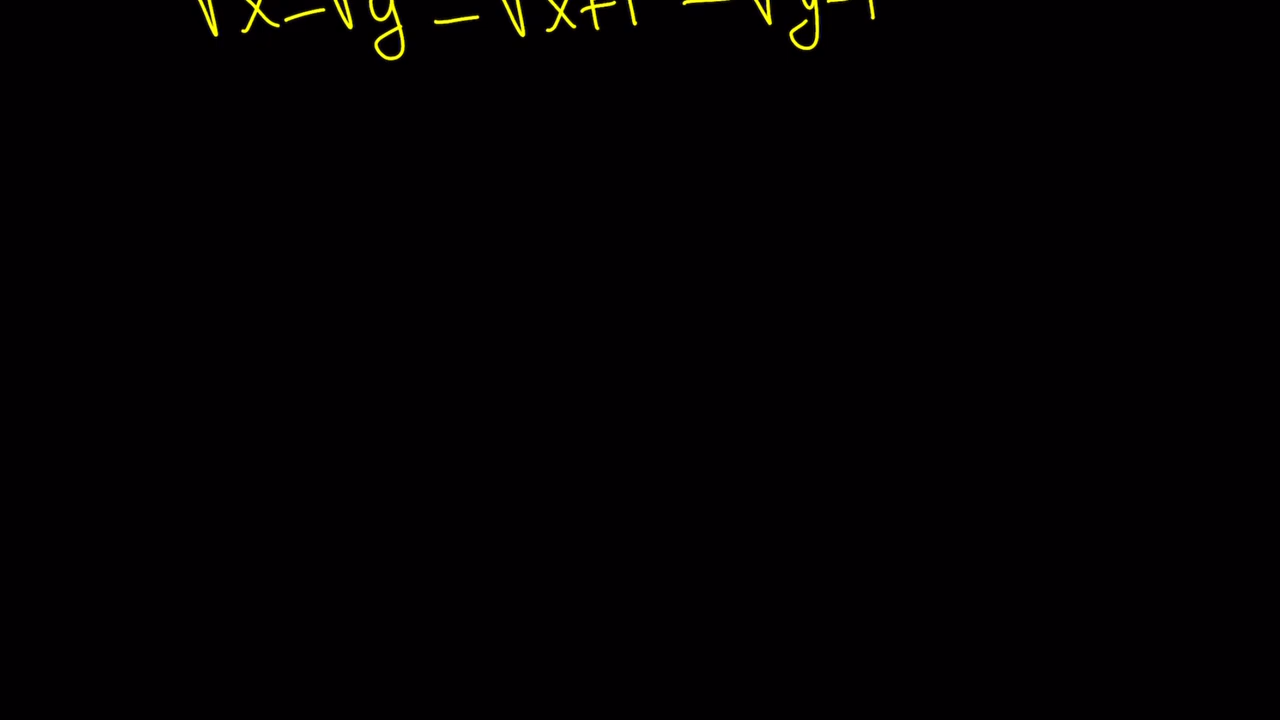 √x-√y = √x+1 - √y-1